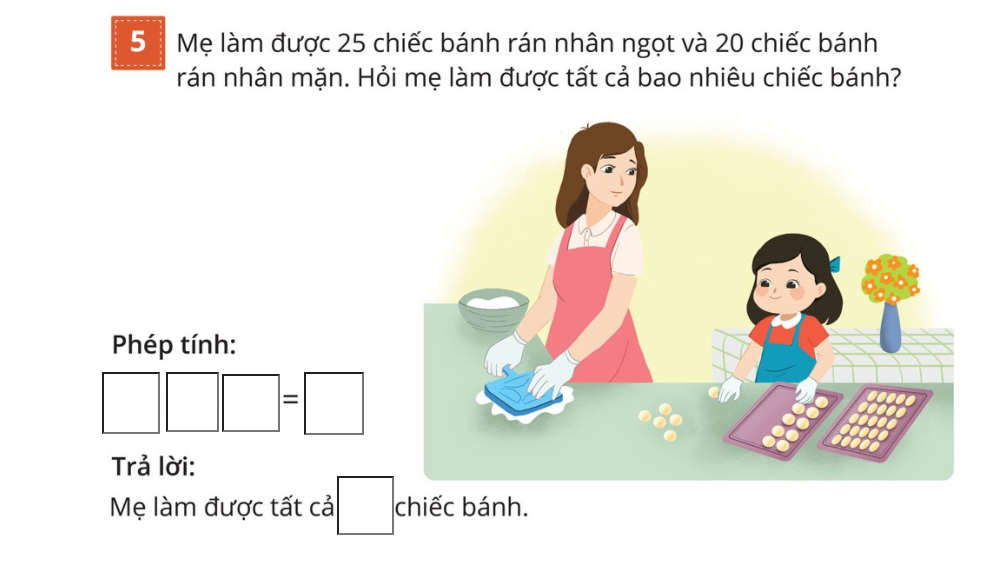 5
Mẹ làm được 25 chiếc bánh rán nhân ngọt và 20 chiếc bánh
rán nhân mặn. Hỏi mẹ làm được tất cả bao nhiêu chiếc bánh?
Phép tính:
=
Trả lời:
Mẹ làm được tất cả chiếc bánh.